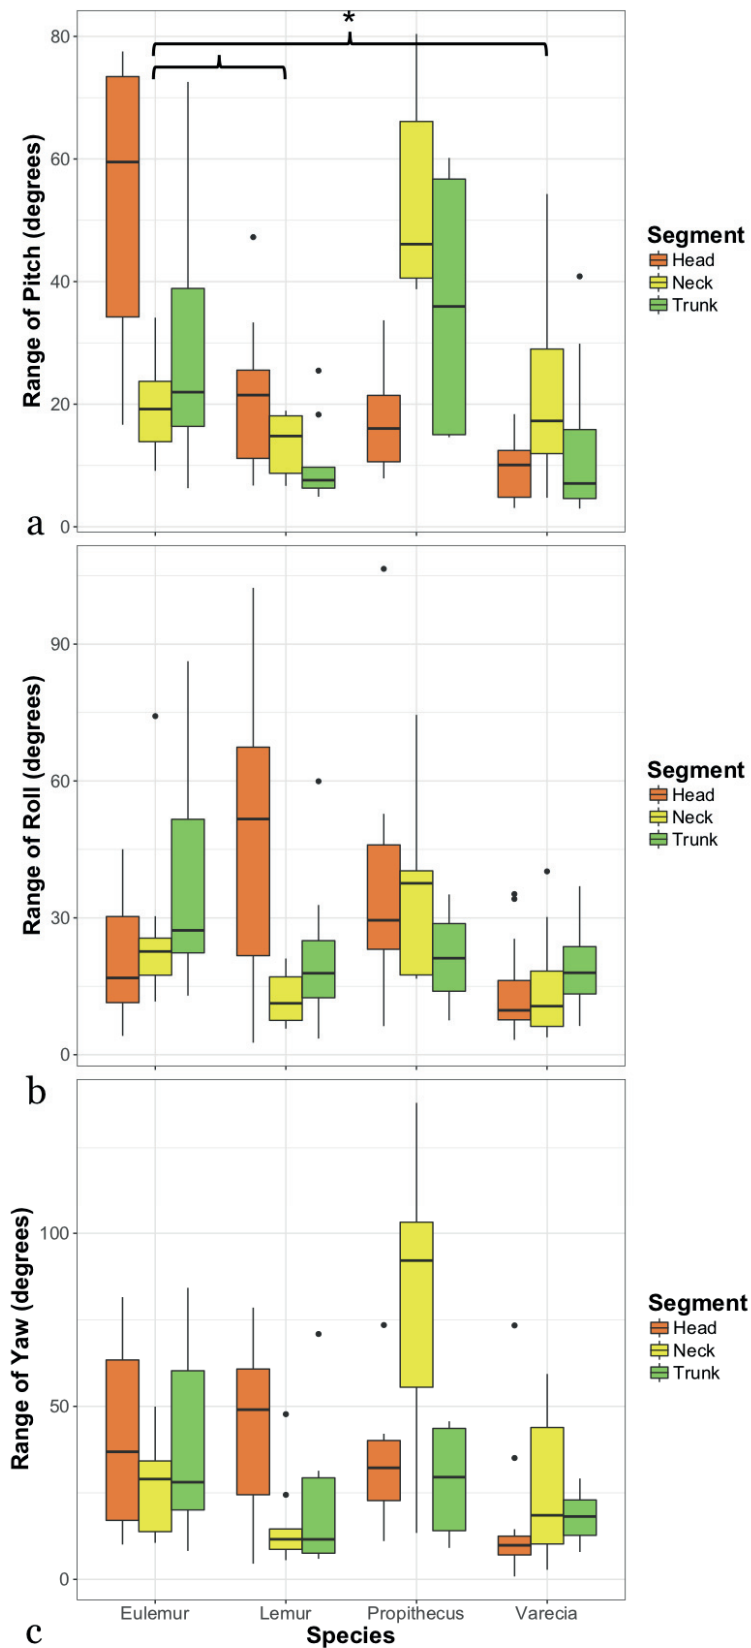 *
80
60
40
20
0
Range of Pitch (degrees)
a
Segment
Head
Neck
Trunk
90
60
30
0
Range of Roll (degrees)
b
Segment
Head
Neck
Trunk
100
50
0
Range of Yaw (degrees)
Segment
Head
Neck
Trunk
Eulemur Lemur Propithecus Varecia
Species
c